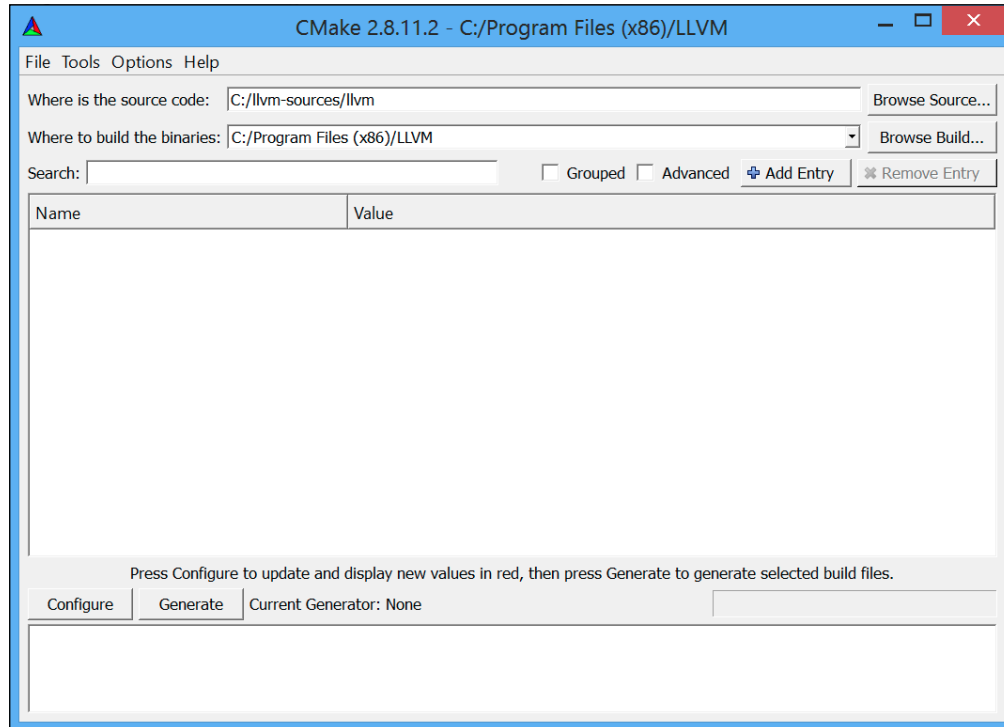 CMake 2.8.11.2 - C:/Program Files (x86)/LLVM
File Tools Options Help
Where is the source code: C:/llvm-sources/llvm Browse Source...
Where to build the binaries: C:/Program Files (x86)/LLVM Browse Build...
Search: Grouped Advanced Add Entry Remove Entry
Name Value
Press Configure to update and display new values in red, then press Generate to generate selected build files.
Configure Generate Current Generator: None